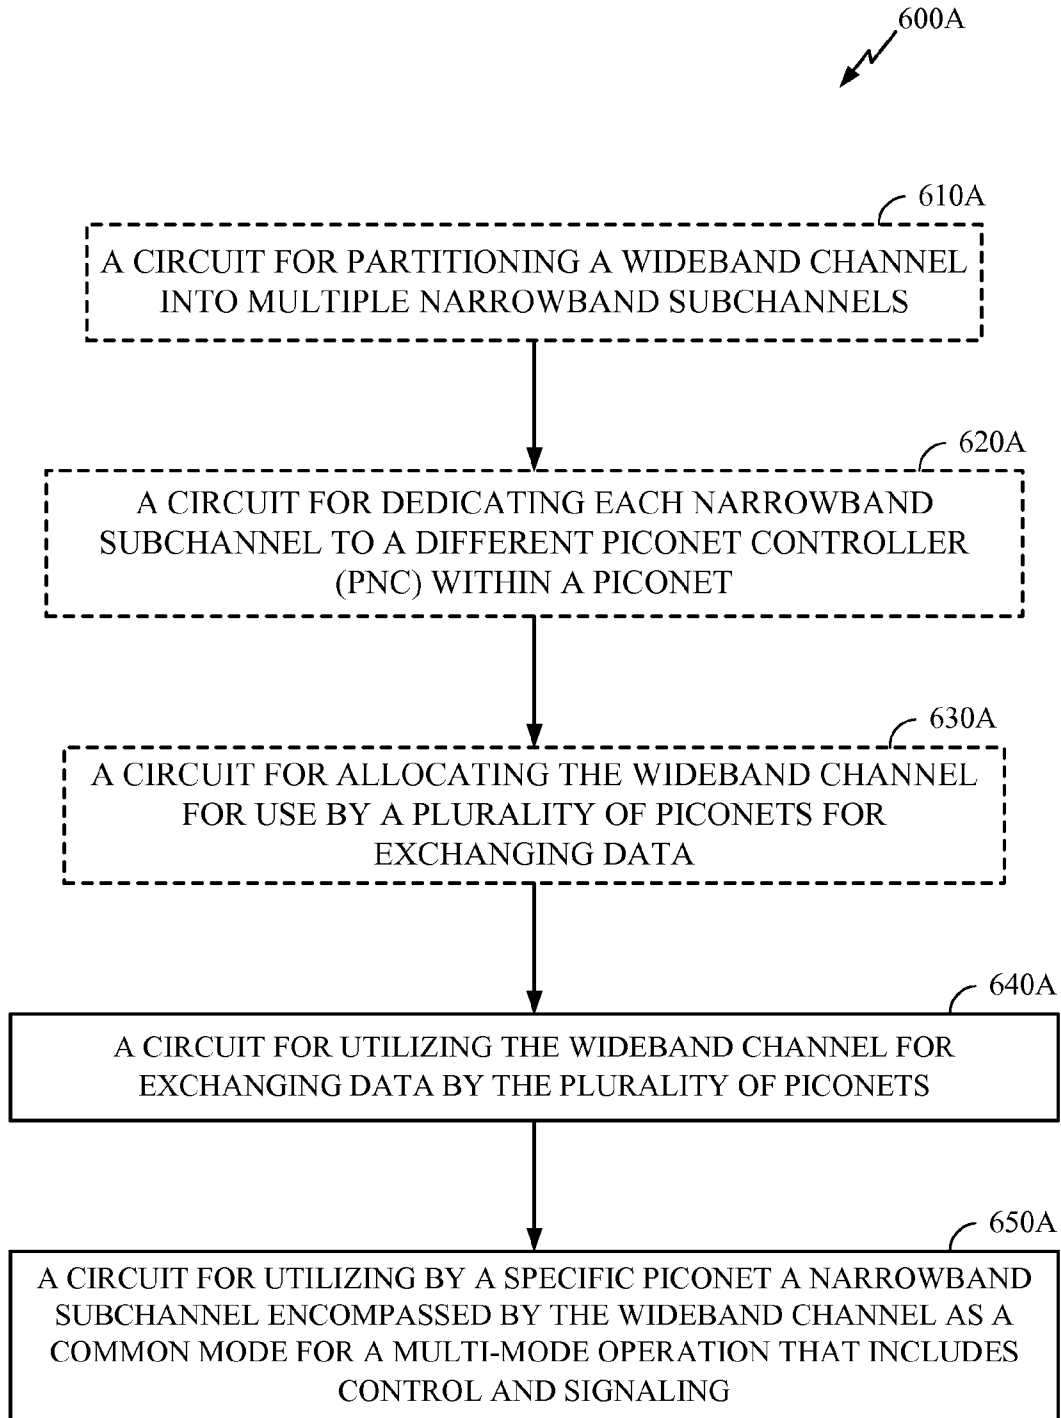 600A
610A
A CIRCUIT FOR PARTITIONING A WIDEBAND CHANNEL
INTO MULTIPLE NARROWBAND SUBCHANNELS
620A
A CIRCUIT FOR DEDICATING EACH NARROWBAND
SUBCHANNEL TO A DIFFERENT PICONET CONTROLLER
(PNC) WITHIN A PICONET
630A
A CIRCUIT FOR ALLOCATING THE WIDEBAND CHANNEL
FOR USE BY A PLURALITY OF PICONETS FOR
EXCHANGING DATA
640A
A CIRCUIT FOR UTILIZING THE WIDEBAND CHANNEL FOR
EXCHANGING DATA BY THE PLURALITY OF PICONETS
650A
A CIRCUIT FOR UTILIZING BY A SPECIFIC PICONET A NARROWBAND
SUBCHANNEL ENCOMPASSED BY THE WIDEBAND CHANNEL AS A
COMMON MODE FOR A MULTI-MODE OPERATION THAT INCLUDES
CONTROL AND SIGNALING